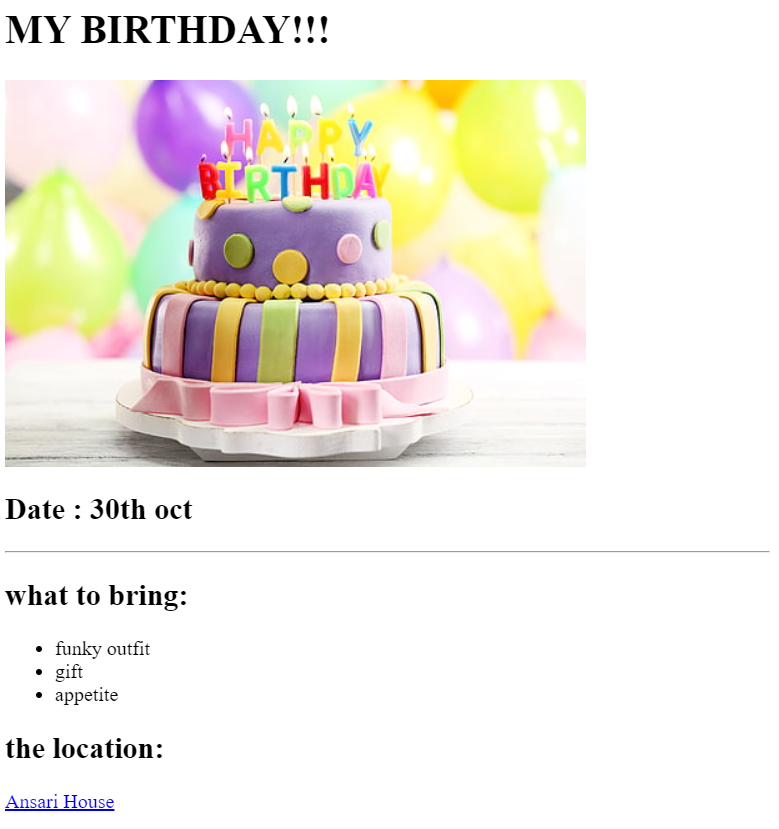 MY BIRTHDAY!!!
HAPPY
BIRTHDAY
Date : 30th oct
what to bring:
funky outfit
gift
appetite
the location:
Ansari House